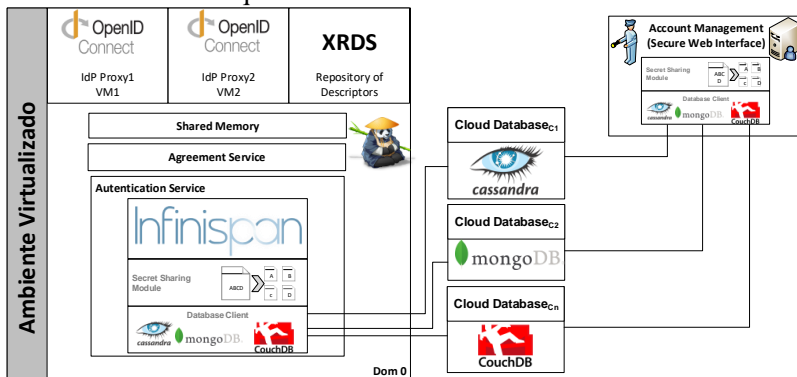 Ambiente Virtualizado
OpenID
Connect
IdP Proxy1
VM1
OpenID
Connect
IdP Proxy2
VM2
XRDS
Repository of
Descriptors
Shared Memory
Agreement Service
Autentication Service
Infinispan
Secret Sharing
Module
ABCD
A
B
c
D
Database Client
cassandra
mongoDB
CouchDB
Dom 0
Cloud DatabaseC1
cassandra
Cloud DatabaseC2
mongoDB
Cloud DatabaseCn
CouchDB
Account Management
(Secure Web Interface)
Secret Sharing
Module
ABC
D
A
B
c
D
Database Client
cassandra
mongoDB
CouchDB